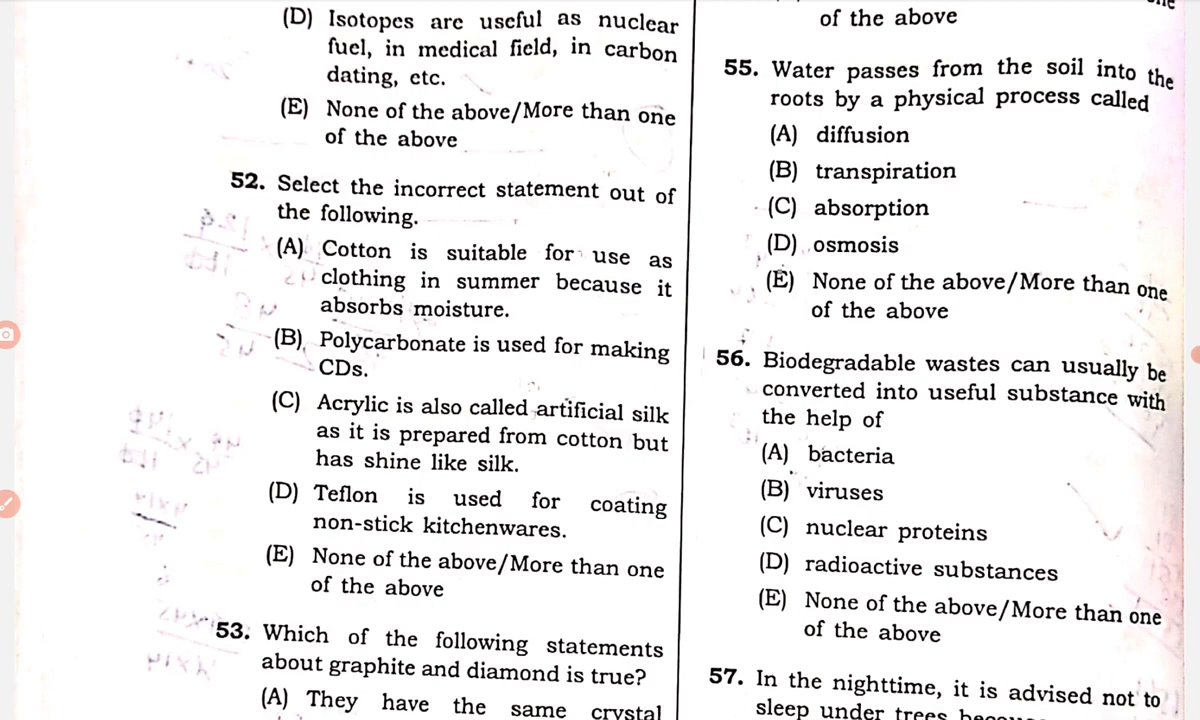 (D) Isotopes are useful as nuclear
fuel, in medical field, in carbon
dating, etc.
(E) None of the above/More than one
of the above
52. Select the incorrect statement out of
the following.
(A) Cotton is suitable for use as
clothing in summer because it
absorbs moisture.
(B) Polycarbonate is used for making
CDs.
(C) Acrylic is also called artificial silk
as it is prepared from cotton but
has shine like silk.
(D) Teflon is used for coating
non-stick kitchenwares.
(E) None of the above/More than one
of the above
53. Which of the following statements
about graphite and diamond is true?
(A) They have the same crystal
of the above
55. Water passes from the soil into the
roots by a physical process called
(A) diffusion
(B) transpiration
(C) absorption
(D) osmosis
(E) None of the above/More than one
of the above
56. Biodegradable wastes can usually be
converted into useful substance with
the help of
(A) bacteria
(B) viruses
(C) nuclear proteins
(D) radioactive substances
(E) None of the above/More than one
of the above
57. In the nighttime, it is advised not to
sleep under trees